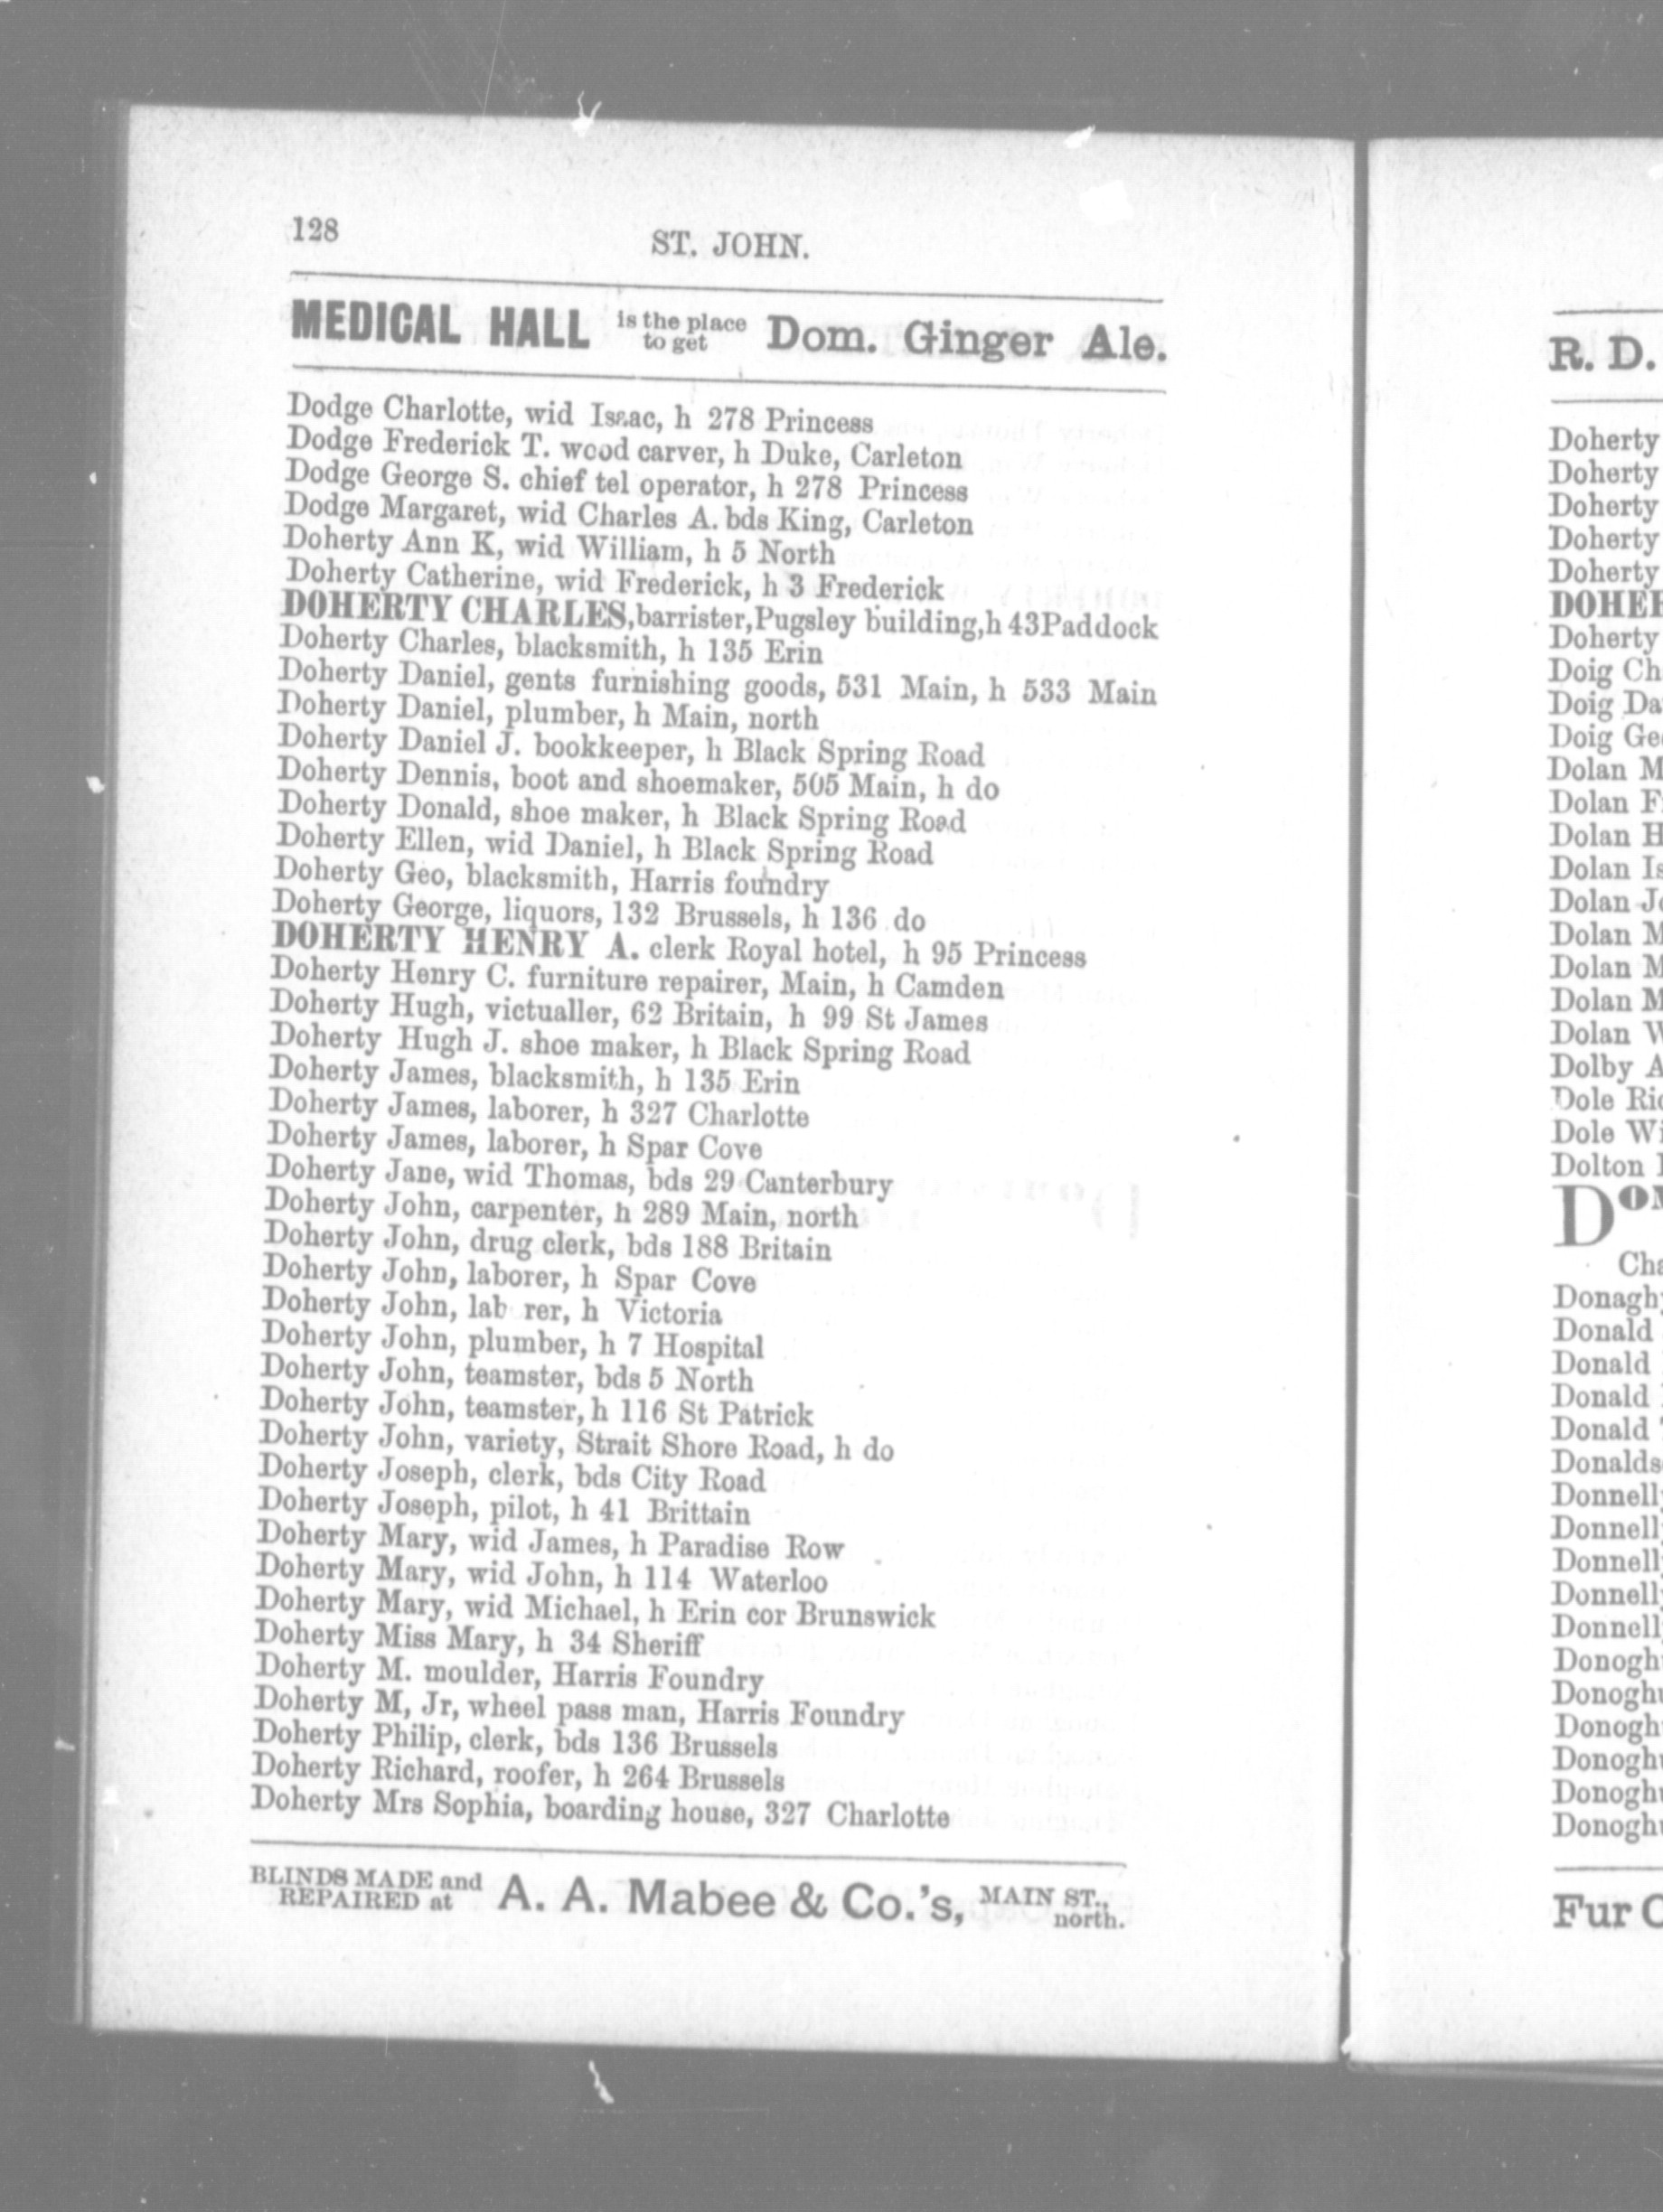 128
ST. JOHN.
MEDICAL HALL is the place to get Dom. Ginger Ale.
Dodge Charlotte, wid Isaac, h 278 Princess
Dodge Frederick T. wood carver, h Duke, Carleton
Dodge George S. chief tel operator, h 278 Princess
Dodge Margaret, wid Charles A. bds King, Carleton
Doherty Ann K, wid William, h 5 North
Doherty Catherine, wid Frederick, h 3 Frederick
DOHERTY CHARLES, barrister, Pugsley building, h 43 Paddock
Doherty Charles, blacksmith, h 135 Erin
Doherty Daniel, gents furnishing goods, 531 Main, h 533 Main
Doherty Daniel, plumber, h Main, north
Doherty Daniel J. bookkeeper, h Black Spring Road
Doherty Dennis, boot and shoemaker, 505 Main, h do
Doherty Donald, shoe maker, h Black Spring Road
Doherty Ellen, wid Daniel, h Black Spring Road
Doherty Geo, blacksmith, Harris foundry
Doherty George, liquors, 132 Brussels, h 136 do
DOHERTY HENRY A. clerk Royal hotel, h 95 Princess
Doherty Henry C. furniture repairer, Main, h Camden
Doherty Hugh, victualler, 62 Britain, h 99 St James
Doherty Hugh J. shoe maker, h Black Spring Road
Doherty James, blacksmith, h 135 Erin
Doherty James, laborer, h 327 Charlotte
Doherty James, laborer, h Spar Cove
Doherty Jane, wid Thomas, bds 29 Canterbury
Doherty John, carpenter, h 289 Main, north
Doherty John, drug clerk, bds 188 Britain
Doherty John, laborer, h Spar Cove
Doherty John, lab rer, h Victoria
Doherty John, plumber, h 7 Hospital
Doherty John, teamster, bds 5 North
Doherty John, teamster, h 116 St Patrick
Doherty John, variety, Strait Shore Road, h do
Doherty Joseph, clerk, bds City Road
Doherty Joseph, pilot, h 41 Brittain
Doherty Mary, wid James, h Paradise Row
Doherty Mary, wid John, h 114 Waterloo
Doherty Mary, wid Michael, h Erin cor Brunswick
Doherty Miss Mary, h 34 Sheriff
Doherty M. moulder, Harris Foundry
Doherty M, Jr, wheel pass man, Harris Foundry
Doherty Philip, clerk, bds 136 Brussels
Doherty Richard, roofer, h 264 Brussels
Doherty Mrs Sophia, boarding house, 327 Charlotte
BLINDS MADE and REPAIRED at A. A. Mabee & Co.'s, MAIN ST., north.
R. D.
Doherty
Doherty
Doherty
Doherty
Doherty
Doherty
Doig
Doig
Doig
Dolan
Dolan
Dolan
Dolan
Dolan
Dolan
Dolan
Dolan
Dolan
Dolby
Dole
Dole
Dolton
Donald
Donald
Donald
Donald
Fur